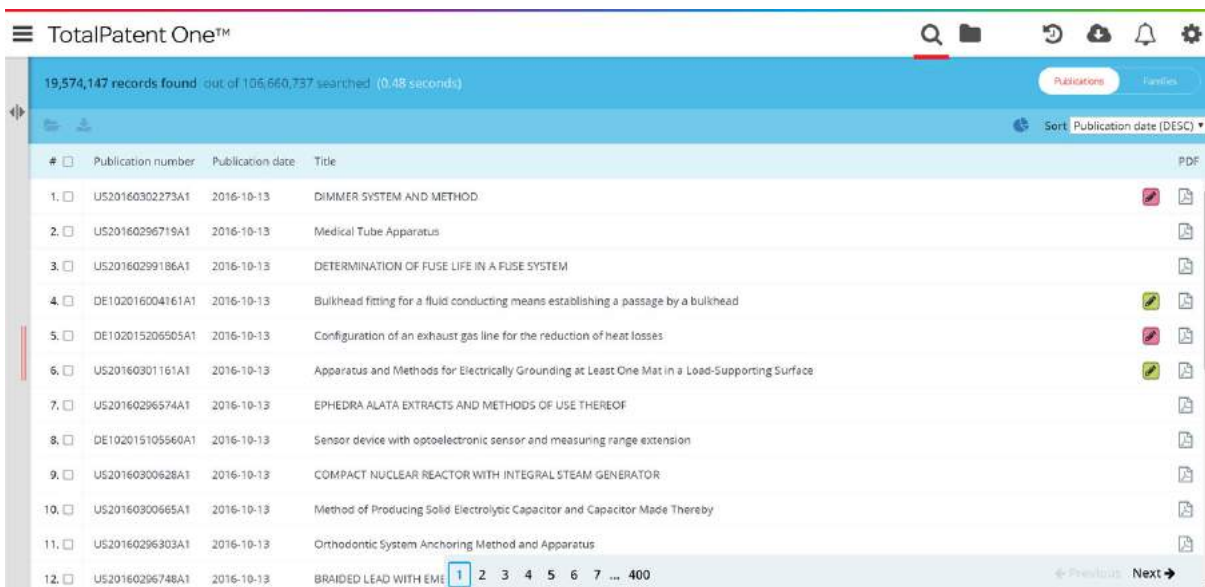 TotalPatent One™
19,574,147 records found out of 106,660,737 searched (0.48 seconds)
Publications Families
Sort Publication date (DESC)
# Publication number Publication date Title PDF
1. US20160302273A1 2016-10-13 DIMMER SYSTEM AND METHOD
2. US20160296719A1 2016-10-13 Medical Tube Apparatus
3. US20160299186A1 2016-10-13 DETERMINATION OF FUSE LIFE IN A FUSE SYSTEM
4. DE102016004161A1 2016-10-13 Bulkhead fitting for a fluid conducting means establishing a passage by a bulkhead
5. DE102015206505A1 2016-10-13 Configuration of an exhaust gas line for the reduction of heat losses
6. US20160301161A1 2016-10-13 Apparatus and Methods for Electrically Grounding at Least One Mat in a Load-Supporting Surface
7. US20160296574A1 2016-10-13 EPHEDRA ALATA EXTRACTS AND METHODS OF USE THEREOF
8. DE102015105560A1 2016-10-13 Sensor device with optoelectronic sensor and measuring range extension
9. US20160300628A1 2016-10-13 COMPACT NUCLEAR REACTOR WITH INTEGRAL STEAM GENERATOR
10. US20160300665A1 2016-10-13 Method of Producing Solid Electrolytic Capacitor and Capacitor Made Thereby
11. US20160296303A1 2016-10-13 Orthodontic System Anchoring Method and Apparatus
12. US20160296748A1 2016-10-13 BRAIDED LEAD WITH EME
1 2 3 4 5 6 7 ... 400 Previous Next